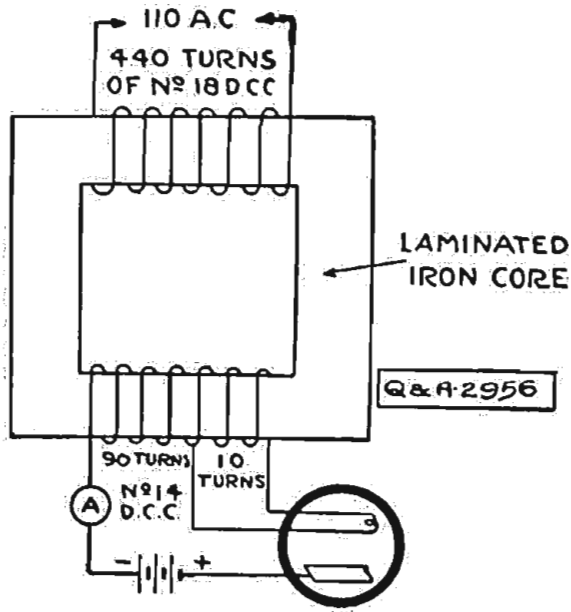 110 A.C
440 TURNS
OF Nº 18 D C C
LAMINATED
IRON CORE
Q & A·2956
90 TURNS
10
TURNS
Nº 14
D.C.C
A
- +